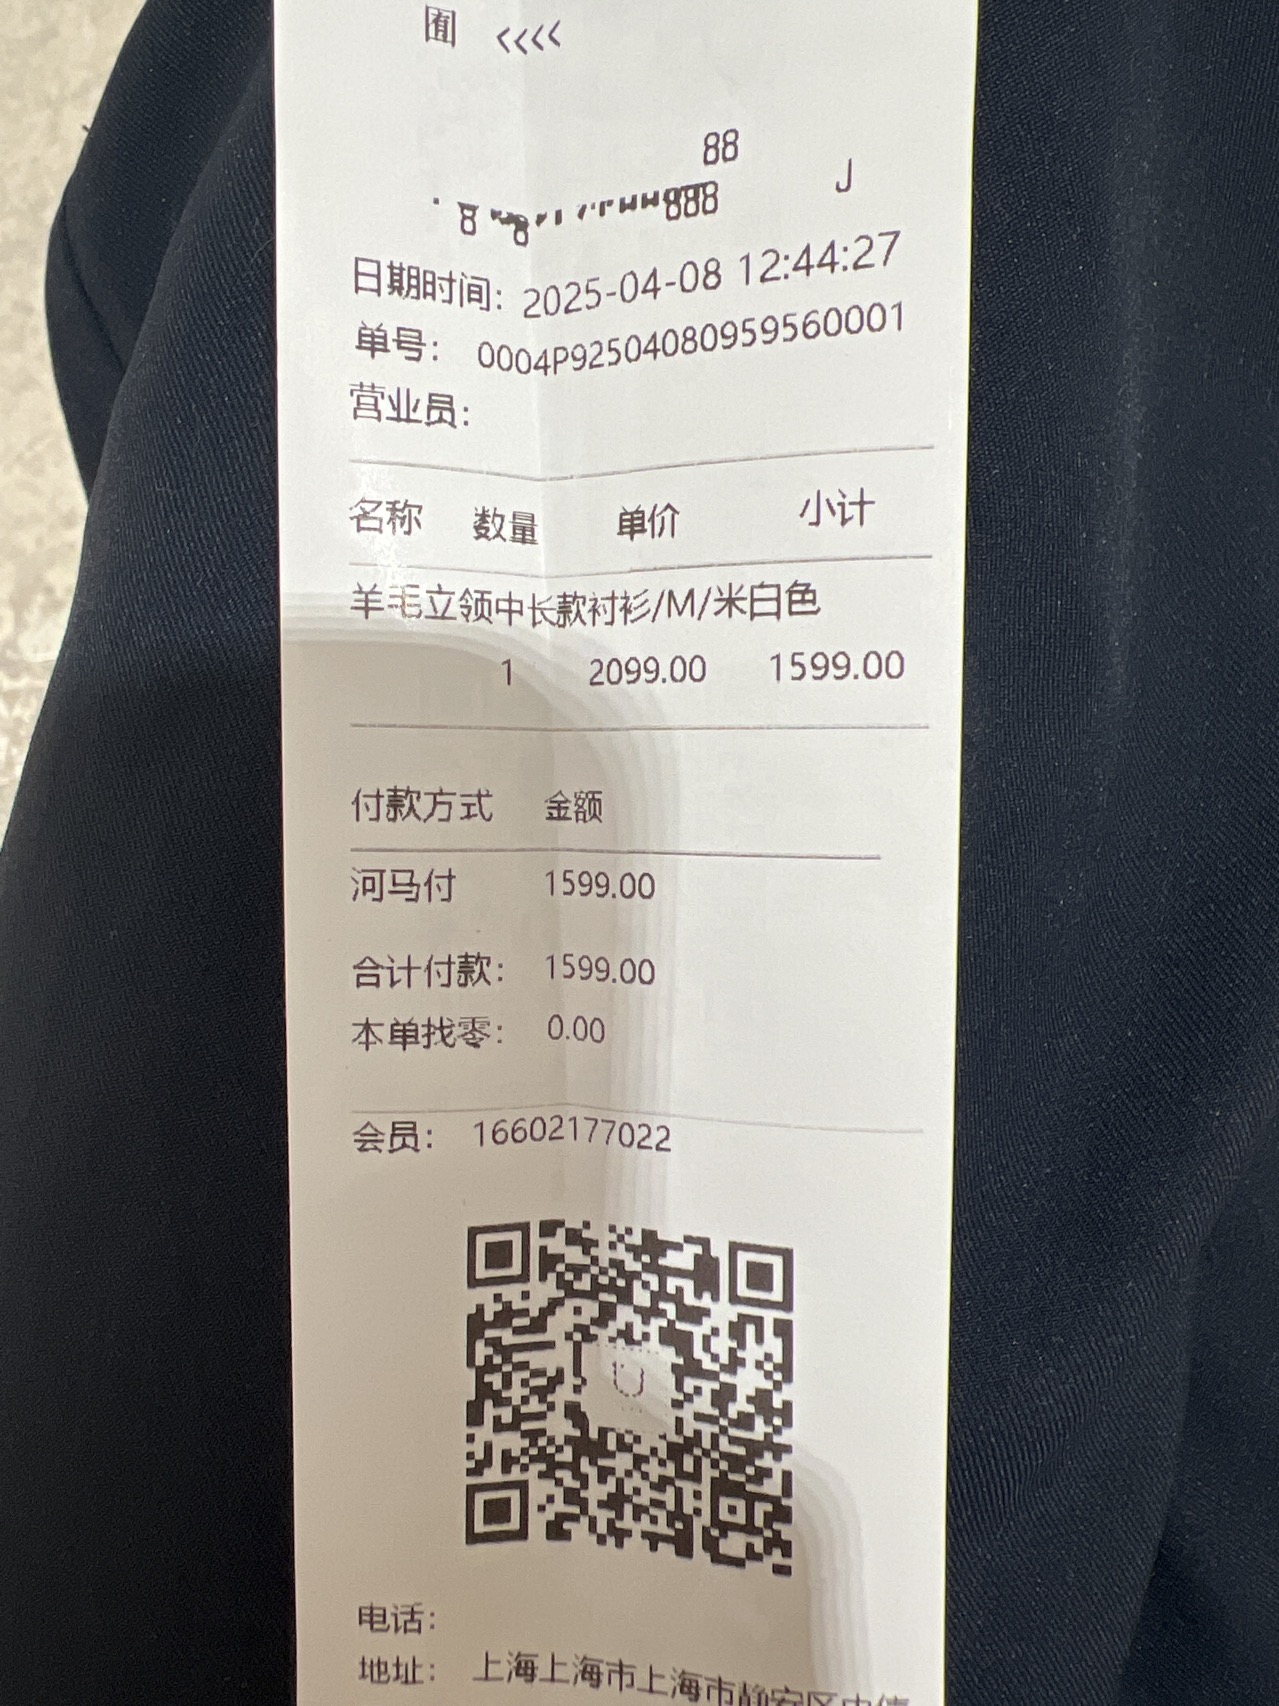 囿 <<<<
88
J
888
日期时间: 2025-04-08 12:44:27
单号: 0004P92504080959560001
营业员:
名称 数量 单价 小计
羊毛立领中长款衬衫/M/米白色
1 2099.00 1599.00
付款方式 金额
河马付 1599.00
合计付款: 1599.00
本单找零: 0.00
会员: 16602177022
电话:
地址: 上海上海市上海市静安区